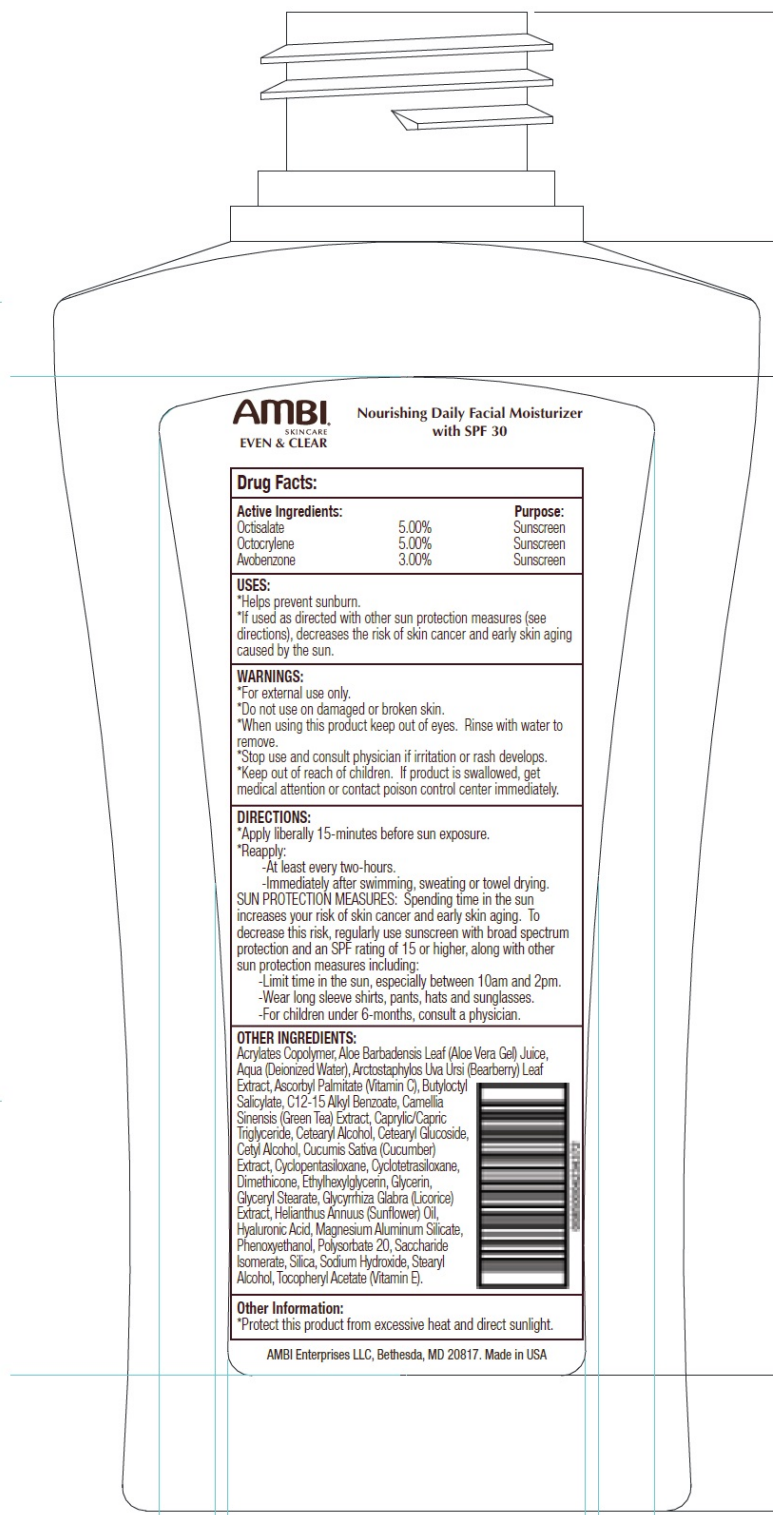 AMBI®
SKINCARE
EVEN & CLEAR
Nourishing Daily Facial Moisturizer
with SPF 30
Drug Facts:
Active Ingredients: Purpose:
Octisalate 5.00% Sunscreen
Octocrylene 5.00% Sunscreen
Avobenzone 3.00% Sunscreen
USES:
*Helps prevent sunburn.
*If used as directed with other sun protection measures (see
directions), decreases the risk of skin cancer and early skin aging
caused by the sun.
WARNINGS:
*For external use only.
*Do not use on damaged or broken skin.
*When using this product keep out of eyes. Rinse with water to
remove.
*Stop use and consult physician if irritation or rash develops.
*Keep out of reach of children. If product is swallowed, get
medical attention or contact poison control center immediately.
DIRECTIONS:
*Apply liberally 15-minutes before sun exposure.
*Reapply:
-At least every two-hours.
-Immediately after swimming, sweating or towel drying.
SUN PROTECTION MEASURES: Spending time in the sun
increases your risk of skin cancer and early skin aging. To
decrease this risk, regularly use sunscreen with broad spectrum
protection and an SPF rating of 15 or higher, along with other
sun protection measures including:
-Limit time in the sun, especially between 10am and 2pm.
-Wear long sleeve shirts, pants, hats and sunglasses.
-For children under 6-months, consult a physician.
OTHER INGREDIENTS:
Acrylates Copolymer, Aloe Barbadensis Leaf (Aloe Vera Gel) Juice,
Aqua (Deionized Water), Arctostaphylos Uva Ursi (Bearberry) Leaf
Extract, Ascorbyl Palmitate (Vitamin C), Butyloctyl
Salicylate, C12-15 Alkyl Benzoate, Camellia
Sinensis (Green Tea) Extract, Caprylic/Capric
Triglyceride, Cetearyl Alcohol, Cetearyl Glucoside,
Cetyl Alcohol, Cucumis Sativa (Cucumber)
Extract, Cyclopentasiloxane, Cyclotetrasiloxane,
Dimethicone, Ethylhexylglycerin, Glycerin,
Glyceryl Stearate, Glycyrrhiza Glabra (Licorice)
Extract, Helianthus Annuus (Sunflower) Oil,
Hyaluronic Acid, Magnesium Aluminum Silicate,
Phenoxyethanol, Polysorbate 20, Saccharide
Isomerate, Silica, Sodium Hydroxide, Stearyl
Alcohol, Tocopheryl Acetate (Vitamin E).
Other Information:
*Protect this product from excessive heat and direct sunlight.
AMBI Enterprises LLC, Bethesda, MD 20817. Made in USA